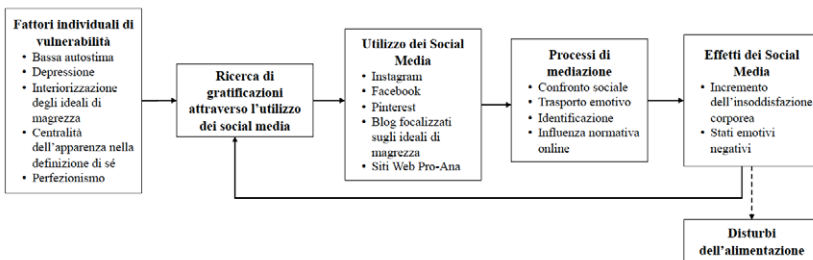 Fattori individuali di
vulnerabilità
• Bassa autostima
• Depressione
• Interiorizzazione
degli ideali di
magrezza
• Centralità
dell'apparenza nella
definizione di sé
• Perfezionismo
Ricerca di
gratificazioni
attraverso l'utilizzo
dei social media
Utilizzo dei Social
Media
• Instagram
• Facebook
• Pinterest
• Blog focalizzati
sugli ideali di
magrezza
• Siti Web Pro-Ana
Processi di
mediazione
• Confronto sociale
• Trasporto emotivo
• Identificazione
• Influenza normativa
online
Effetti dei Social
Media
• Incremento
dell'insoddisfazione
corporea
• Stati emotivi
negativi
Disturbi
dell'alimentazione